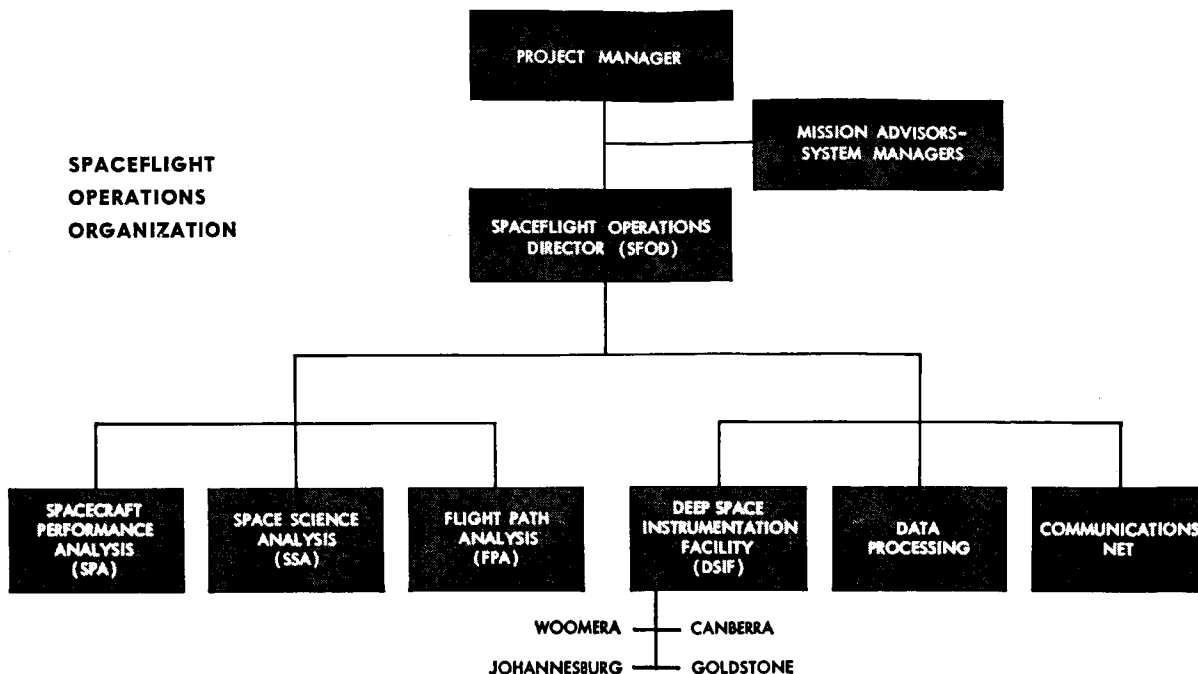 PROJECT MANAGER
MISSION ADVISORS-
SYSTEM MANAGERS
SPACEFLIGHT
OPERATIONS
ORGANIZATION
SPACEFLIGHT OPERATIONS
DIRECTOR (SFOD)
SPACECRAFT
PERFORMANCE
ANALYSIS
(SPA)
SPACE SCIENCE
ANALYSIS
(SSA)
FLIGHT PATH
ANALYSIS
(FPA)
DEEP SPACE
INSTRUMENTATION
FACILITY
(DSIF)
DATA
PROCESSING
COMMUNICATIONS
NET
WOOMERA
CANBERRA
JOHANNESBURG
GOLDSTONE